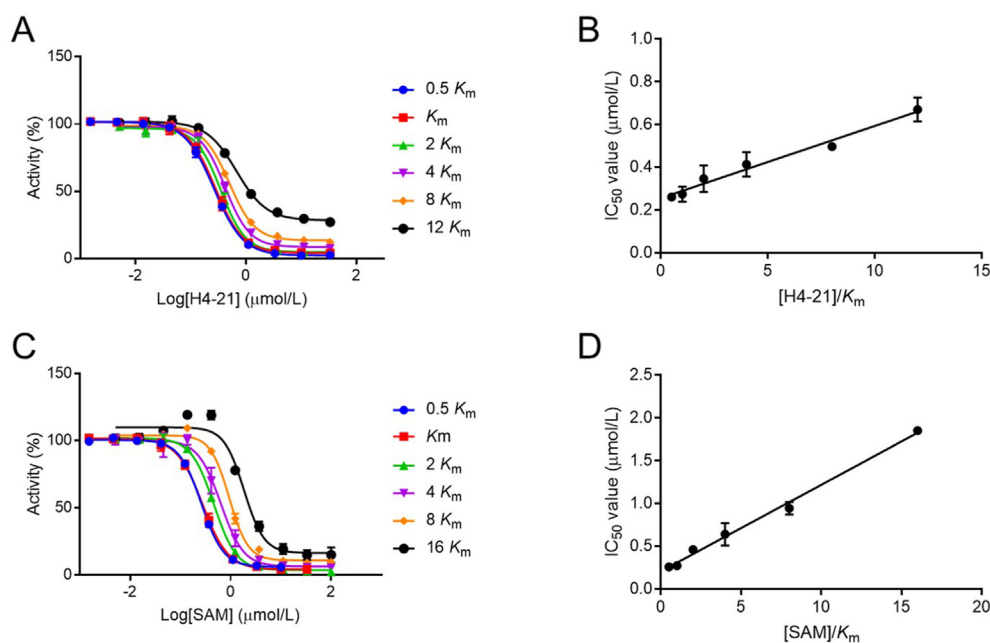 A
150
100
50
0
-2
0
2
Activity (%)
Log[H4-21] (μmol/L)
0.5 Km
Km
2 Km
4 Km
8 Km
12 Km
B
1.0
0.8
0.6
0.4
0.2
0.0
0
5
10
15
IC50 value (μmol/L)
[H4-21]/Km
C
150
100
50
0
-2
0
2
Activity (%)
Log[SAM] (μmol/L)
0.5 Km
Km
2 Km
4 Km
8 Km
16 Km
D
2.5
2.0
1.5
1.0
0.5
0.0
0
5
10
15
20
IC50 value (μmol/L)
[SAM]/Km